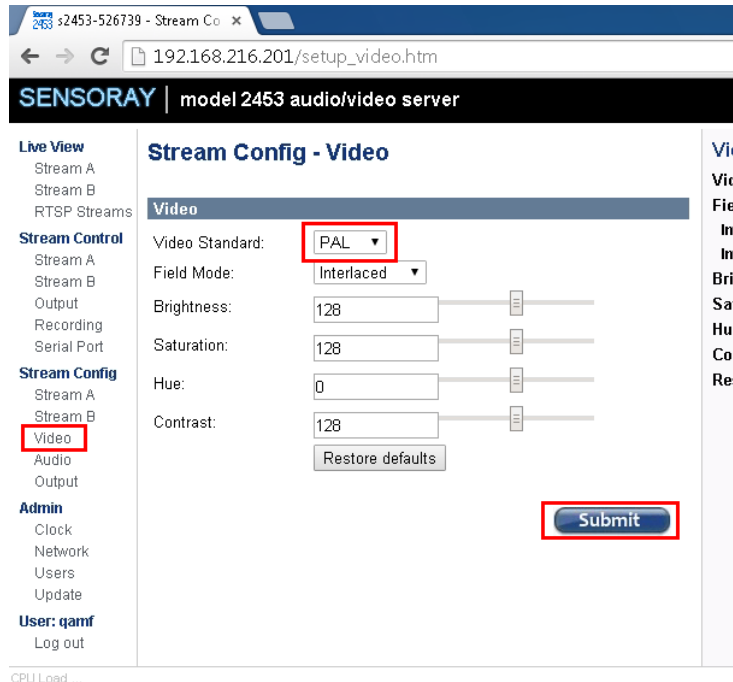 s2453-526739 - Stream Co
192.168.216.201/setup_video.htm
SENSORAY | model 2453 audio/video server
Live View
Stream A
Stream B
RTSP Streams
Stream Control
Stream A
Stream B
Output
Recording
Serial Port
Stream Config
Stream A
Stream B
Video
Audio
Output
Admin
Clock
Network
Users
Update
User: qamf
Log out
CPU Load ...
Stream Config - Video
Video
Video Standard: PAL
Field Mode: Interlaced
Brightness: 128
Saturation: 128
Hue: 0
Contrast: 128
Restore defaults
Submit